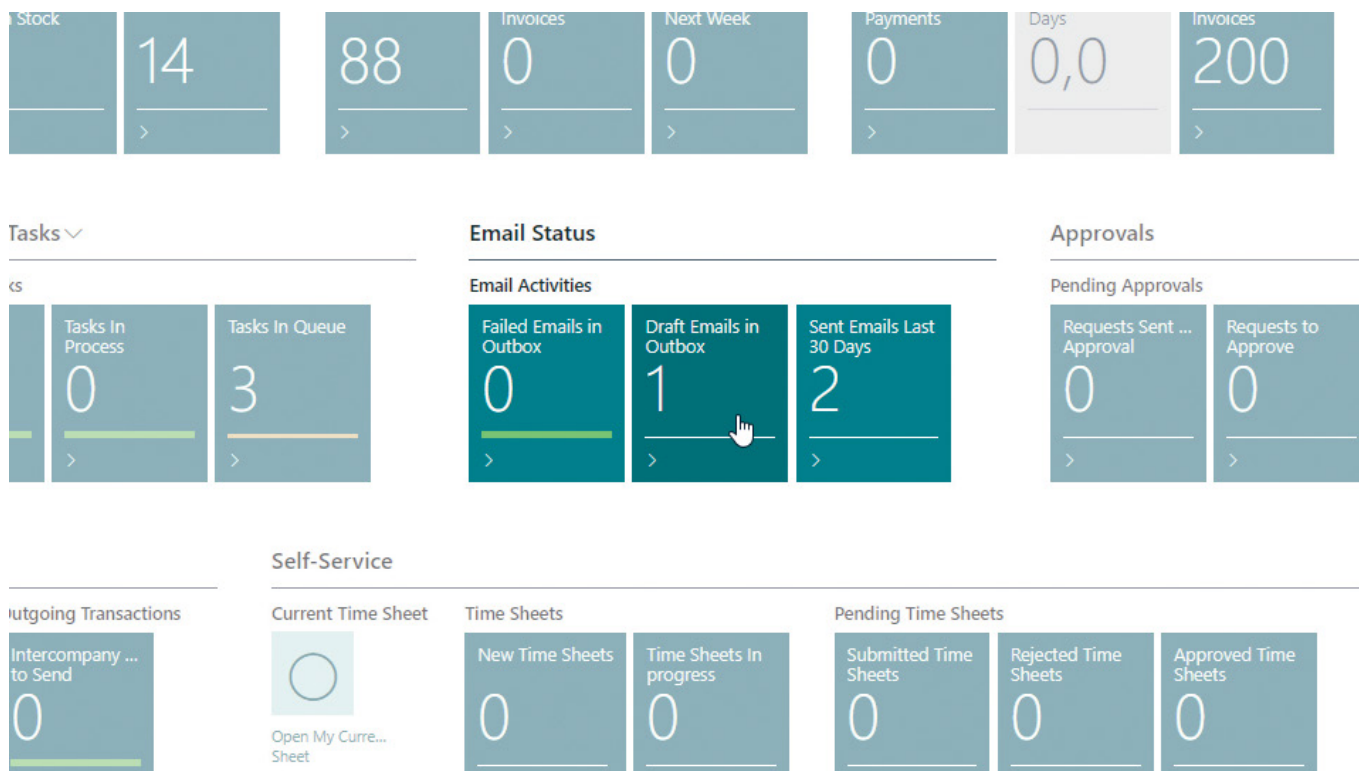 Stock
14
88
Invoices
0
Next Week
0
Payments
0
Days
0,0
Invoices
200
Tasks
Tasks In
Process
0
Tasks In Queue
3
Email Status
Email Activities
Failed Emails in
Outbox
0
Draft Emails in
Outbox
1
Sent Emails Last
30 Days
2
Approvals
Pending Approvals
Requests Sent ...
Approval
0
Requests to
Approve
0
Outgoing Transactions
Intercompany ...
to Send
0
Self-Service
Current Time Sheet
Open My Curre...
Sheet
Time Sheets
New Time Sheets
0
Time Sheets In
progress
0
Pending Time Sheets
Submitted Time
Sheets
0
Rejected Time
Sheets
0
Approved Time
Sheets
0